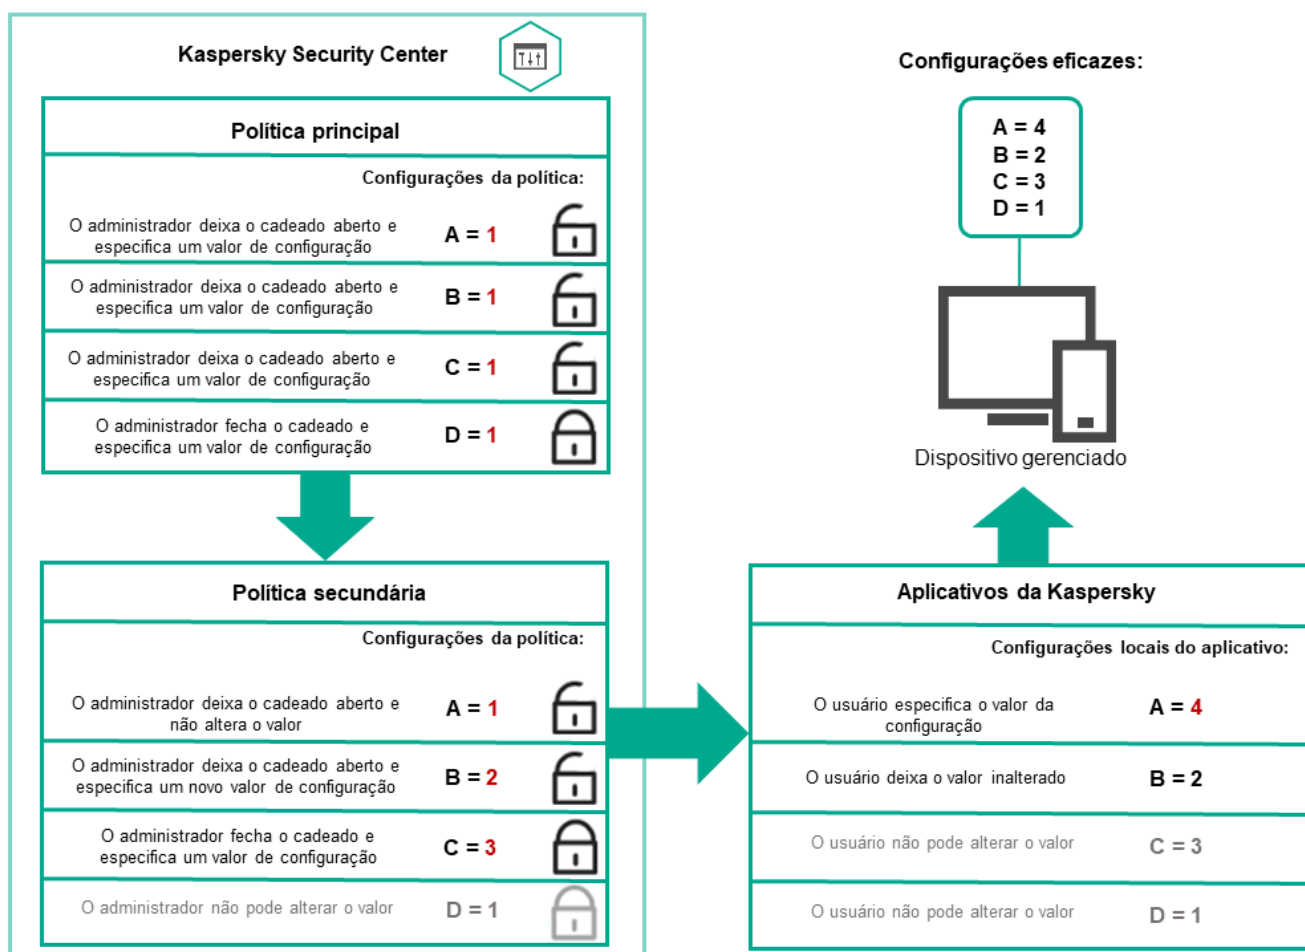 Kaspersky Security Center
Política principal
Configurações da política:
O administrador deixa o cadeado aberto e
especifica um valor de configuração
A = 1
O administrador deixa o cadeado aberto e
especifica um valor de configuração
B = 1
O administrador deixa o cadeado aberto e
especifica um valor de configuração
C = 1
O administrador fecha o cadeado e
especifica um valor de configuração
D = 1
Política secundária
Configurações da política:
O administrador deixa o cadeado aberto e
não altera o valor
A = 1
O administrador deixa o cadeado aberto e
especifica um novo valor de configuração
B = 2
O administrador fecha o cadeado e
especifica um valor de configuração
C = 3
O administrador não pode alterar o valor
D = 1
Configurações eficazes:
A = 4
B = 2
C = 3
D = 1
Dispositivo gerenciado
Aplicativos da Kaspersky
Configurações locais do aplicativo:
O usuário especifica o valor da
configuração
A = 4
O usuário deixa o valor inalterado
B = 2
O usuário não pode alterar o valor
C = 3
O usuário não pode alterar o valor
D = 1